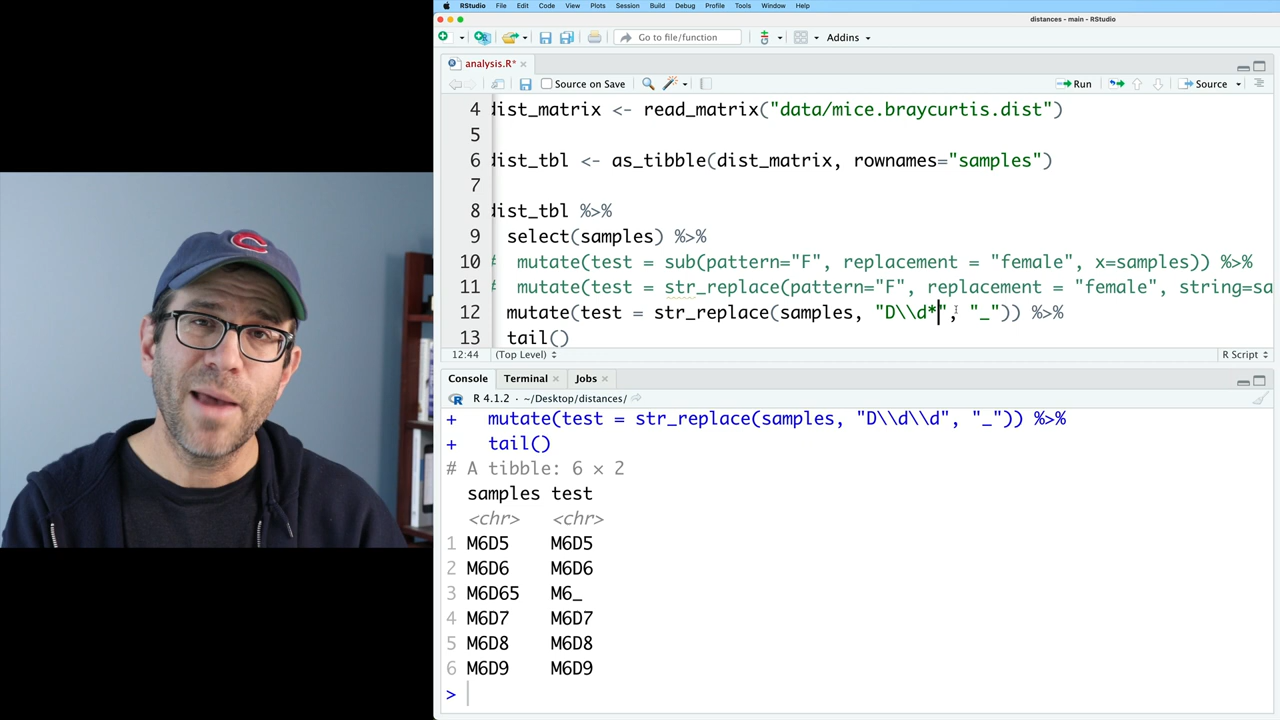 RStudio File Edit Code View Plots Session Build Debug Profile Tools Window Help
distances - main - RStudio
Go to file/function Addins
analysis.R*
Source on Save Run Source
4 dist_matrix <- read_matrix("data/mice.braycurtis.dist")
5
6 dist_tbl <- as_tibble(dist_matrix, rownames="samples")
7
8 dist_tbl %>%
9 select(samples) %>%
10 # mutate(test = sub(pattern="F", replacement = "female", x=samples)) %>%
11 # mutate(test = str_replace(pattern="F", replacement = "female", string=sa
12 mutate(test = str_replace(samples, "D\\d*", "_")) %>%
13 tail()
12:44 (Top Level) R Script
Console Terminal Jobs
R 4.1.2 · ~/Desktop/distances/
+ mutate(test = str_replace(samples, "D\\d\\d", "_")) %>%
+ tail()
# A tibble: 6 × 2
samples test
<chr> <chr>
1 M6D5 M6D5
2 M6D6 M6D6
3 M6D65 M6_
4 M6D7 M6D7
5 M6D8 M6D8
6 M6D9 M6D9
>
C